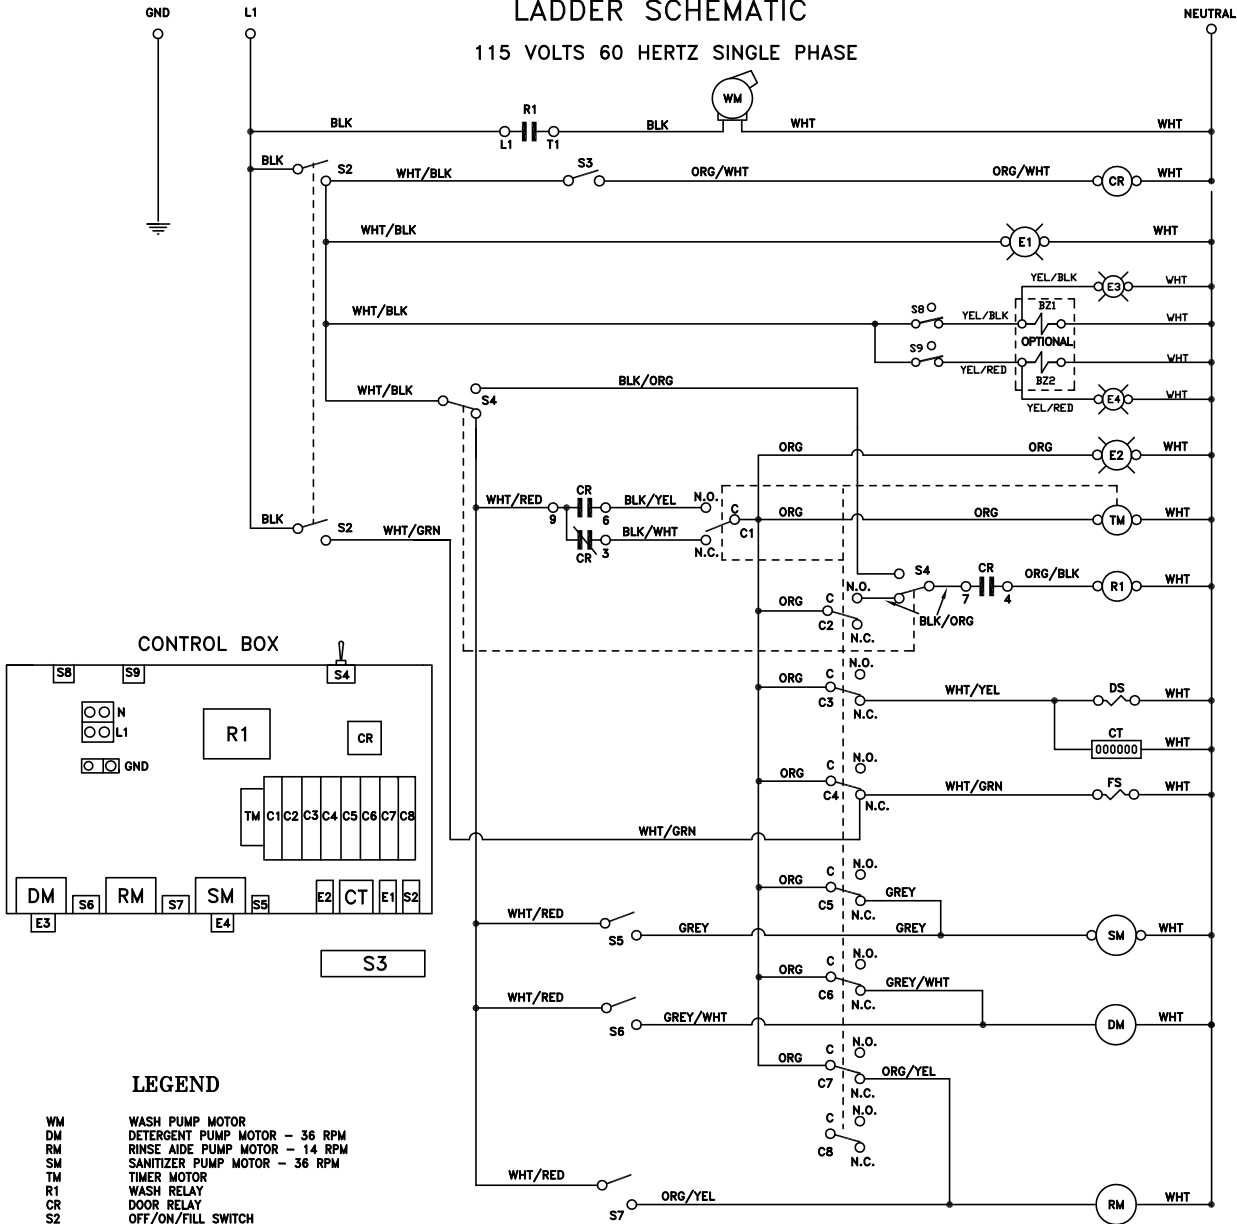 LADDER SCHEMATIC
GND L1 NEUTRAL
115 VOLTS 60 HERTZ SINGLE PHASE
WM
R1
BLK BLK WHT WHT
L1 T1
BLK S2 S3
WHT/BLK ORG/WHT ORG/WHT CR WHT
WHT/BLK E1 WHT
YEL/BLK E3 WHT
WHT/BLK S8 YEL/BLK BZ1 WHT
OPTIONAL
S9 YEL/RED BZ2 WHT
WHT/BLK S4 BLK/ORG
YEL/RED E4 WHT
ORG ORG E2 WHT
WHT/RED CR BLK/YEL N.O.
9 6
C ORG ORG TM WHT
C1
BLK S2 WHT/GRN
CR 3 BLK/WHT N.C.
S4 CR ORG/BLK R1 WHT
7 4
ORG C N.O.
BLK/ORG
C2 N.C.
CONTROL BOX
N.O.
ORG C WHT/YEL DS WHT
C3 N.C.
CT WHT
000000
N.O.
ORG C WHT/GRN FS WHT
C4 N.C.
WHT/GRN
S8 S9 S4
N
L1
GND
R1 CR
TM C1 C2 C3 C4 C5 C6 C7 C8
DM S6 RM S7 SM S5 E2 CT E1 S2
E3 E4
S3
N.O.
ORG C GREY
C5 N.C.
WHT/RED
S5 GREY GREY SM WHT
N.O.
ORG C GREY/WHT
C6 N.C.
WHT/RED
S6 GREY/WHT DM WHT
N.O.
ORG C ORG/YEL
C7 N.C.
N.O.
C
C8 N.C.
WHT/RED
S7 ORG/YEL RM WHT
LEGEND
WM WASH PUMP MOTOR
DM DETERGENT PUMP MOTOR – 36 RPM
RM RINSE AIDE PUMP MOTOR – 14 RPM
SM SANITIZER PUMP MOTOR – 36 RPM
TM TIMER MOTOR
R1 WASH RELAY
CR DOOR RELAY
S2 OFF/ON/FILL SWITCH